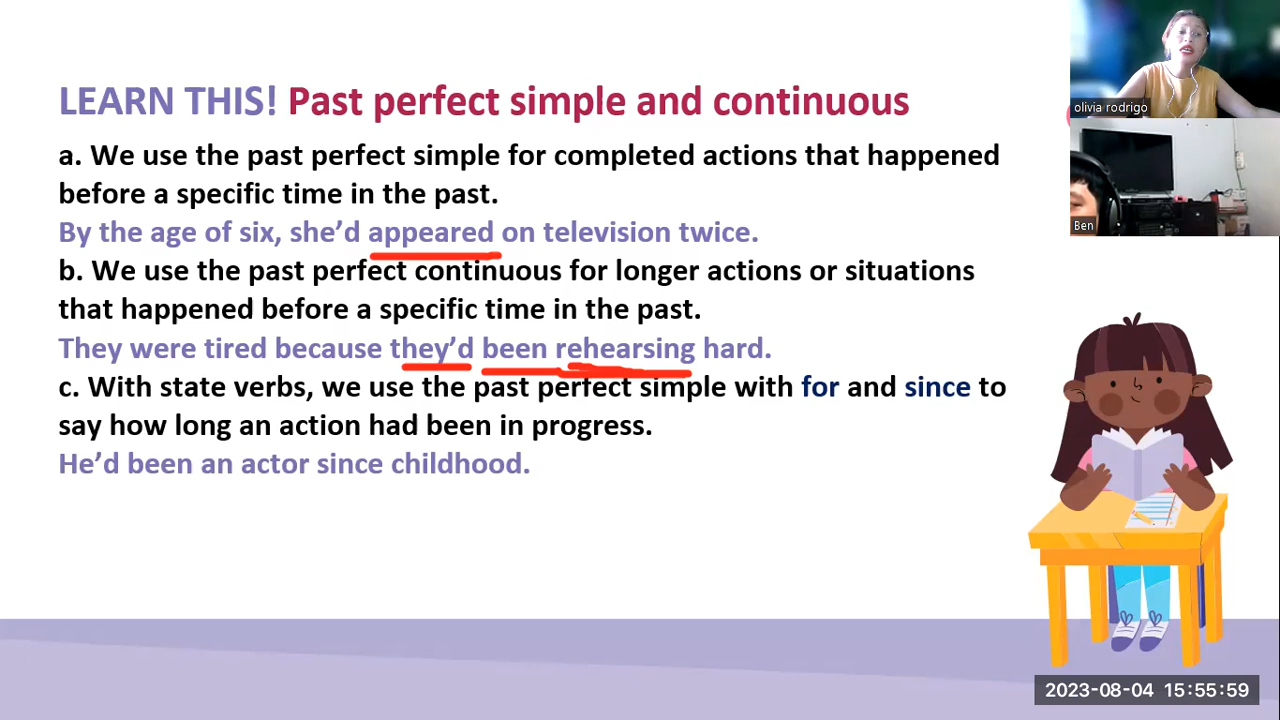 LEARN THIS! Past perfect simple and continuous
a. We use the past perfect simple for completed actions that happened
before a specific time in the past.
By the age of six, she’d appeared on television twice.
b. We use the past perfect continuous for longer actions or situations
that happened before a specific time in the past.
They were tired because they’d been rehearsing hard.
c. With state verbs, we use the past perfect simple with for and since to
say how long an action had been in progress.
He’d been an actor since childhood.
olivia rodrigo
Ben
2023-08-04 15:55:59